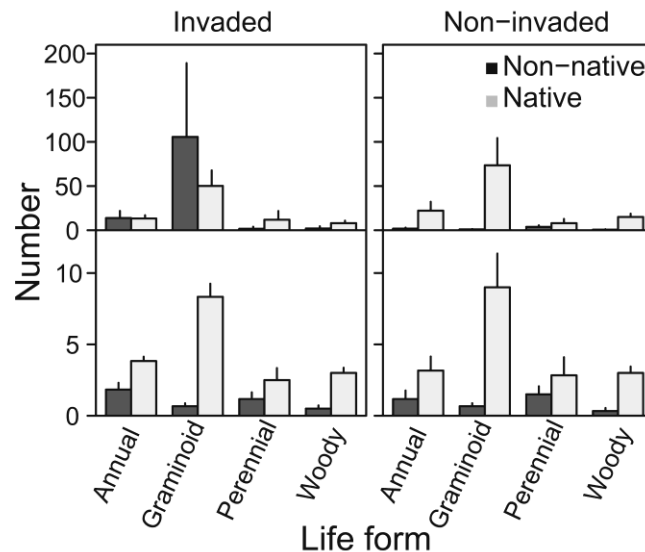 Invaded
Non−invaded
200
150
100
50
0
Non−native
Native
Number
10
5
0
Annual
Graminoid
Perennial
Woody
Annual
Graminoid
Perennial
Woody
Life form